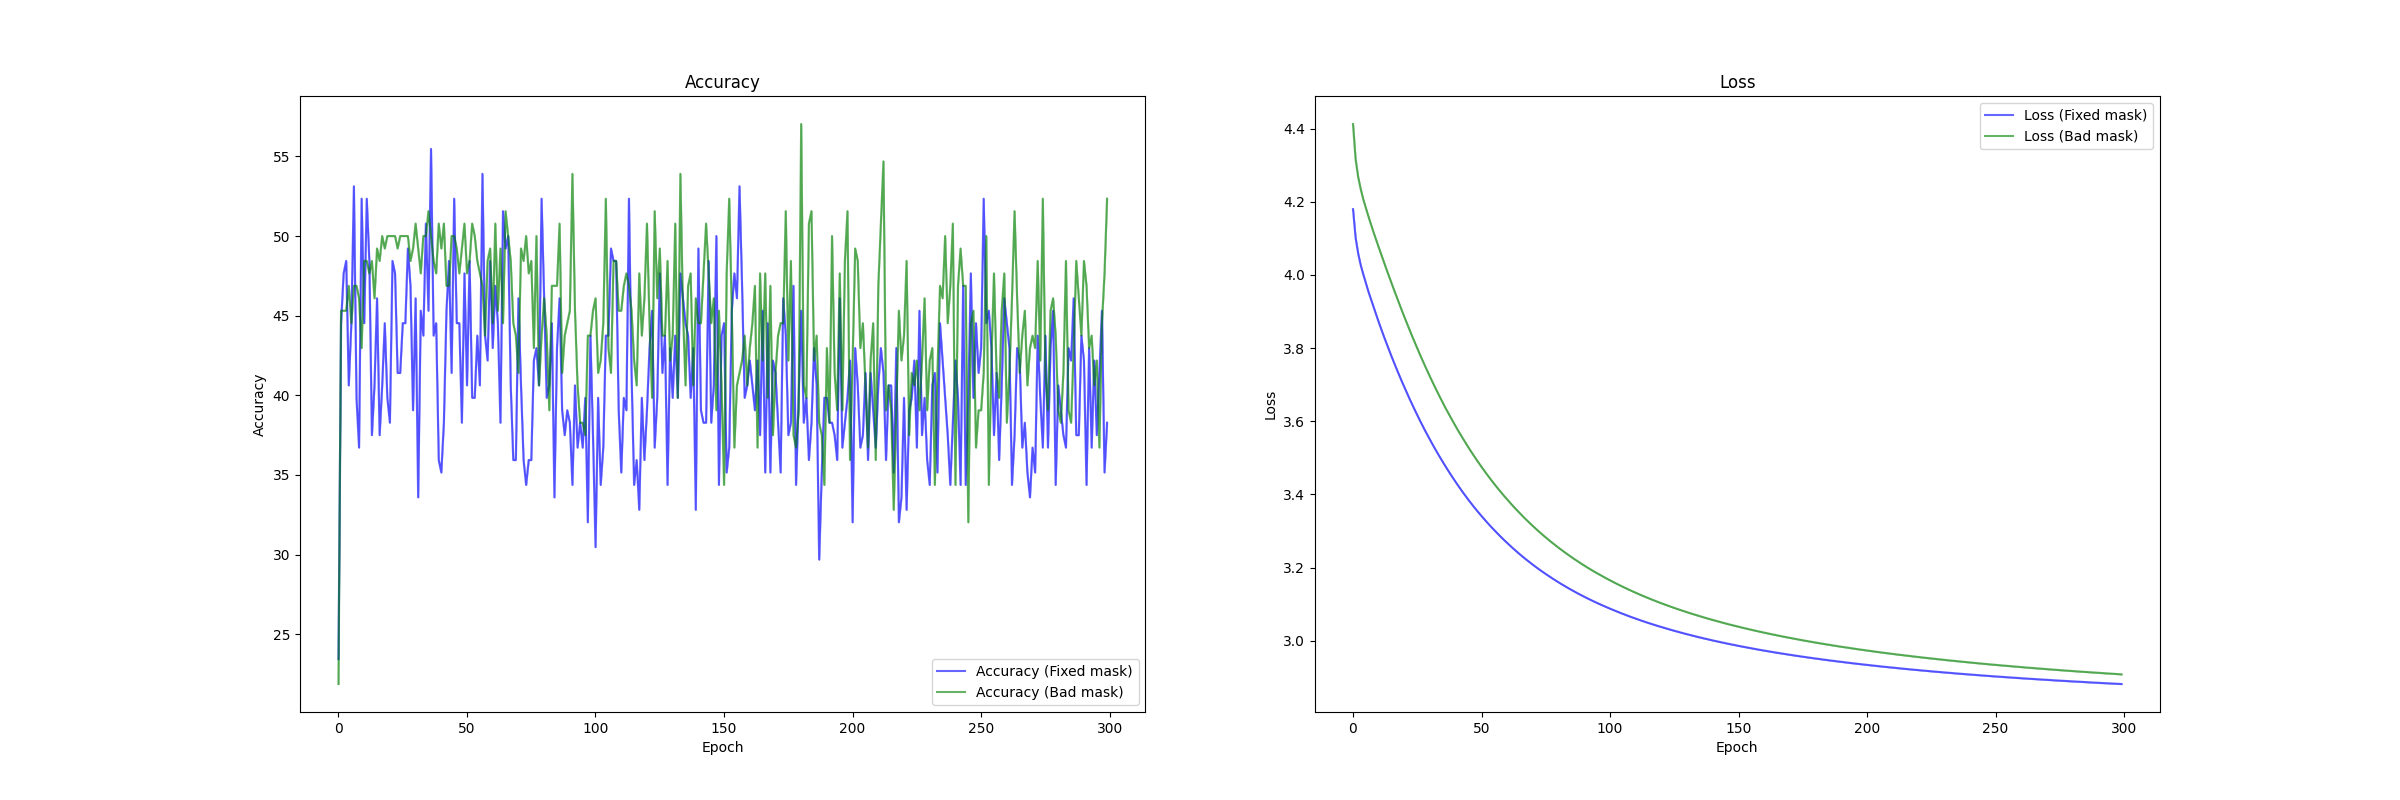 Accuracy
55
50
45
40
35
30
25
Accuracy
Accuracy (Fixed mask)
Accuracy (Bad mask)
0 50 100 150 200 250 300
Epoch
Loss
4.4
4.2
4.0
3.8
3.6
3.4
3.2
3.0
Loss
Loss (Fixed mask)
Loss (Bad mask)
0 50 100 150 200 250 300
Epoch